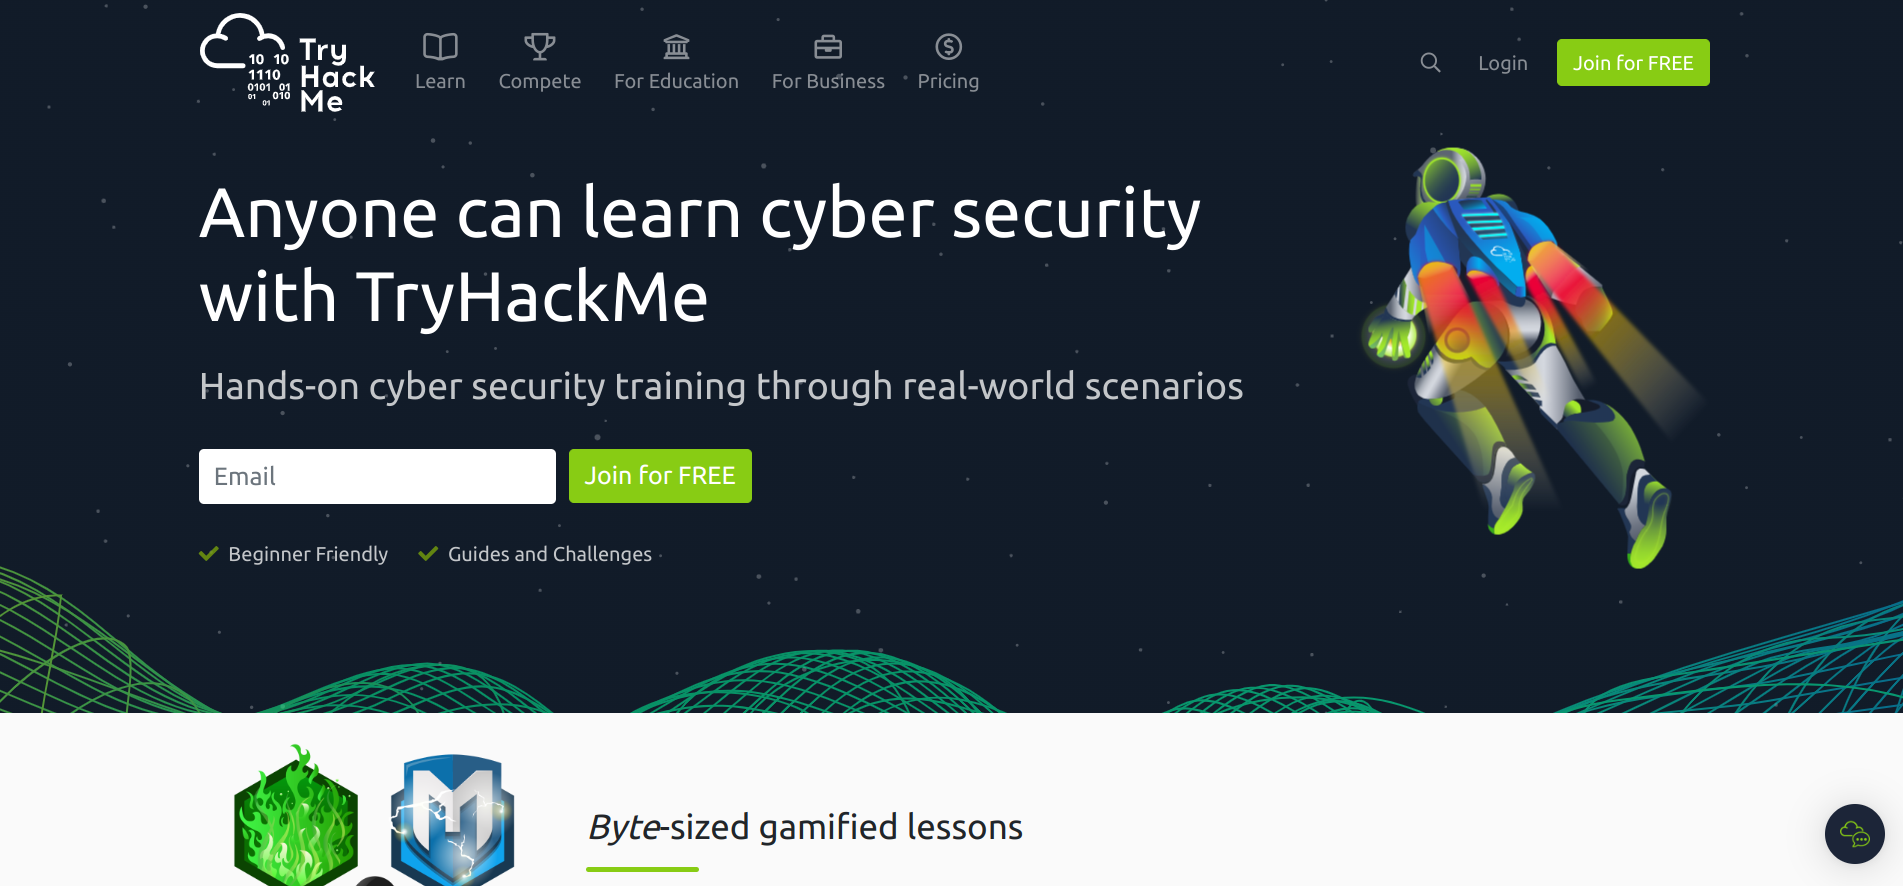 Try
Hack
Me
10 10
1110
0101 01
01 010
01
Learn
Compete
For Education
For Business
Pricing
Login
Join for FREE
Anyone can learn cyber security
with TryHackMe
Hands-on cyber security training through real-world scenarios
Email
Join for FREE
Beginner Friendly
Guides and Challenges
M
Byte-sized gamified lessons